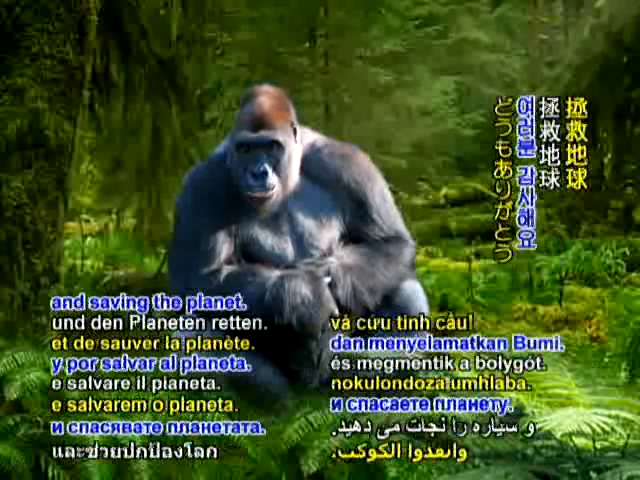 拯救地球
拯救地球
여러분 감사해요
どうもありがとう
and saving the planet.
und den Planeten retten.
et de sauver la planète.
y por salvar al planeta.
e salvare il pianeta.
e salvarem o planeta.
и спасявате планетата.
และช่วยปกป้องโลก
và cứu tinh cầu!
dan menyelamatkan Bumi.
és megmentik a bolygót.
nokulondoza umhlaba.
и спасаете планету.
و سیاره را نجات می دهید.
وانقذوا الكوكب.